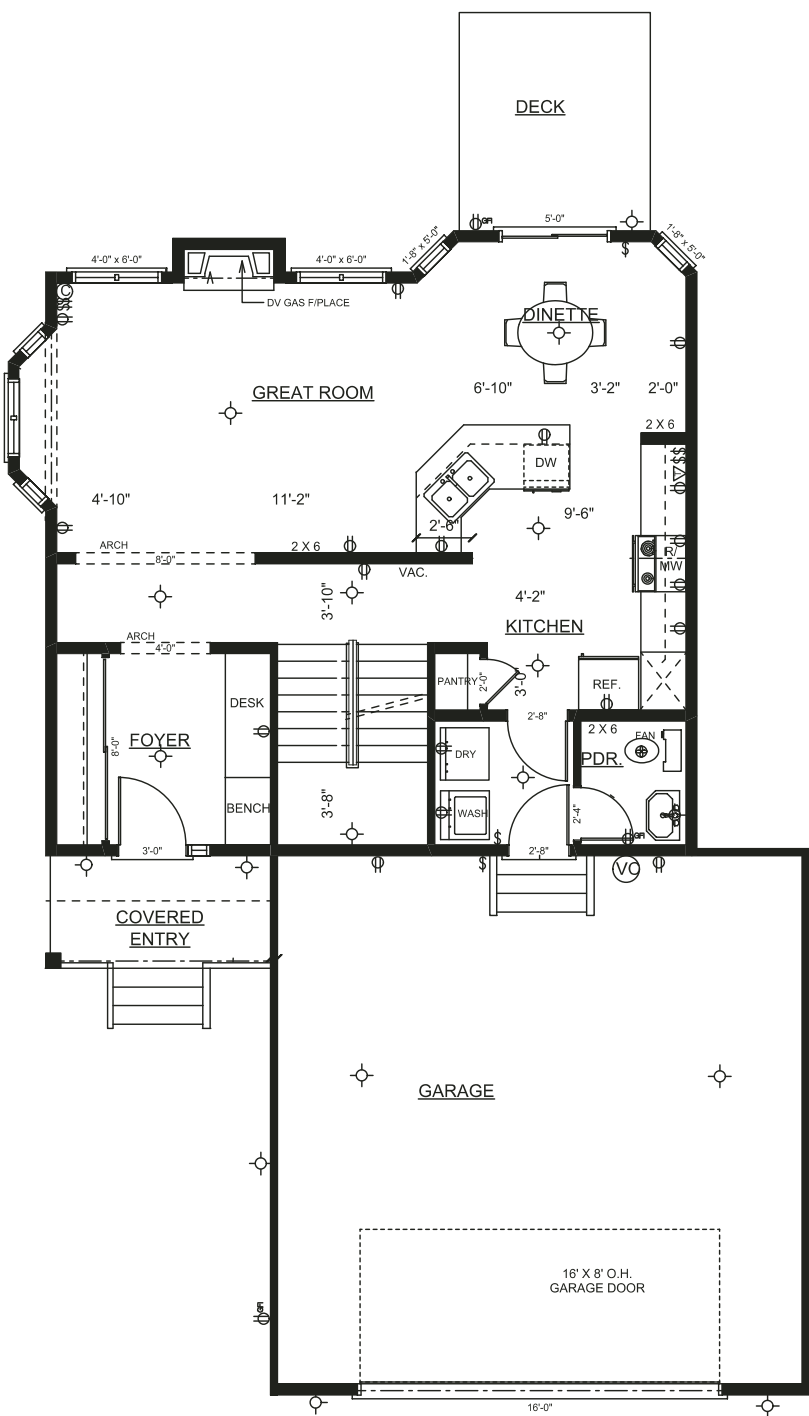 DECK
GFI
5'-0"
1'-8" x 5'-0"
1'-8" x 5'-0"
$
4'-0" x 6'-0"
4'-0" x 6'-0"
C
$$
DV GAS F/PLACE
DINETTE
GREAT ROOM
6'-10"
3'-2"
2'-0"
2 X 6
$$
DW
4'-10"
11'-2"
2'-6"
9'-6"
ARCH
8'-0"
2 X 6
VAC.
R/
MW
3'-10"
4'-2"
KITCHEN
ARCH
4'-0"
PANTRY
2'-0"
3'-0"
REF.
DESK
2'-8"
2 X 6
FAN
FOYER
8'-0"
DRY
PDR.
BENCH
3'-8"
WASH
2'-4"
$
GFI
3'-0"
2'-8"
$
VC
COVERED
ENTRY
GARAGE
16' X 8' O.H.
GARAGE DOOR
GFI
16'-0"